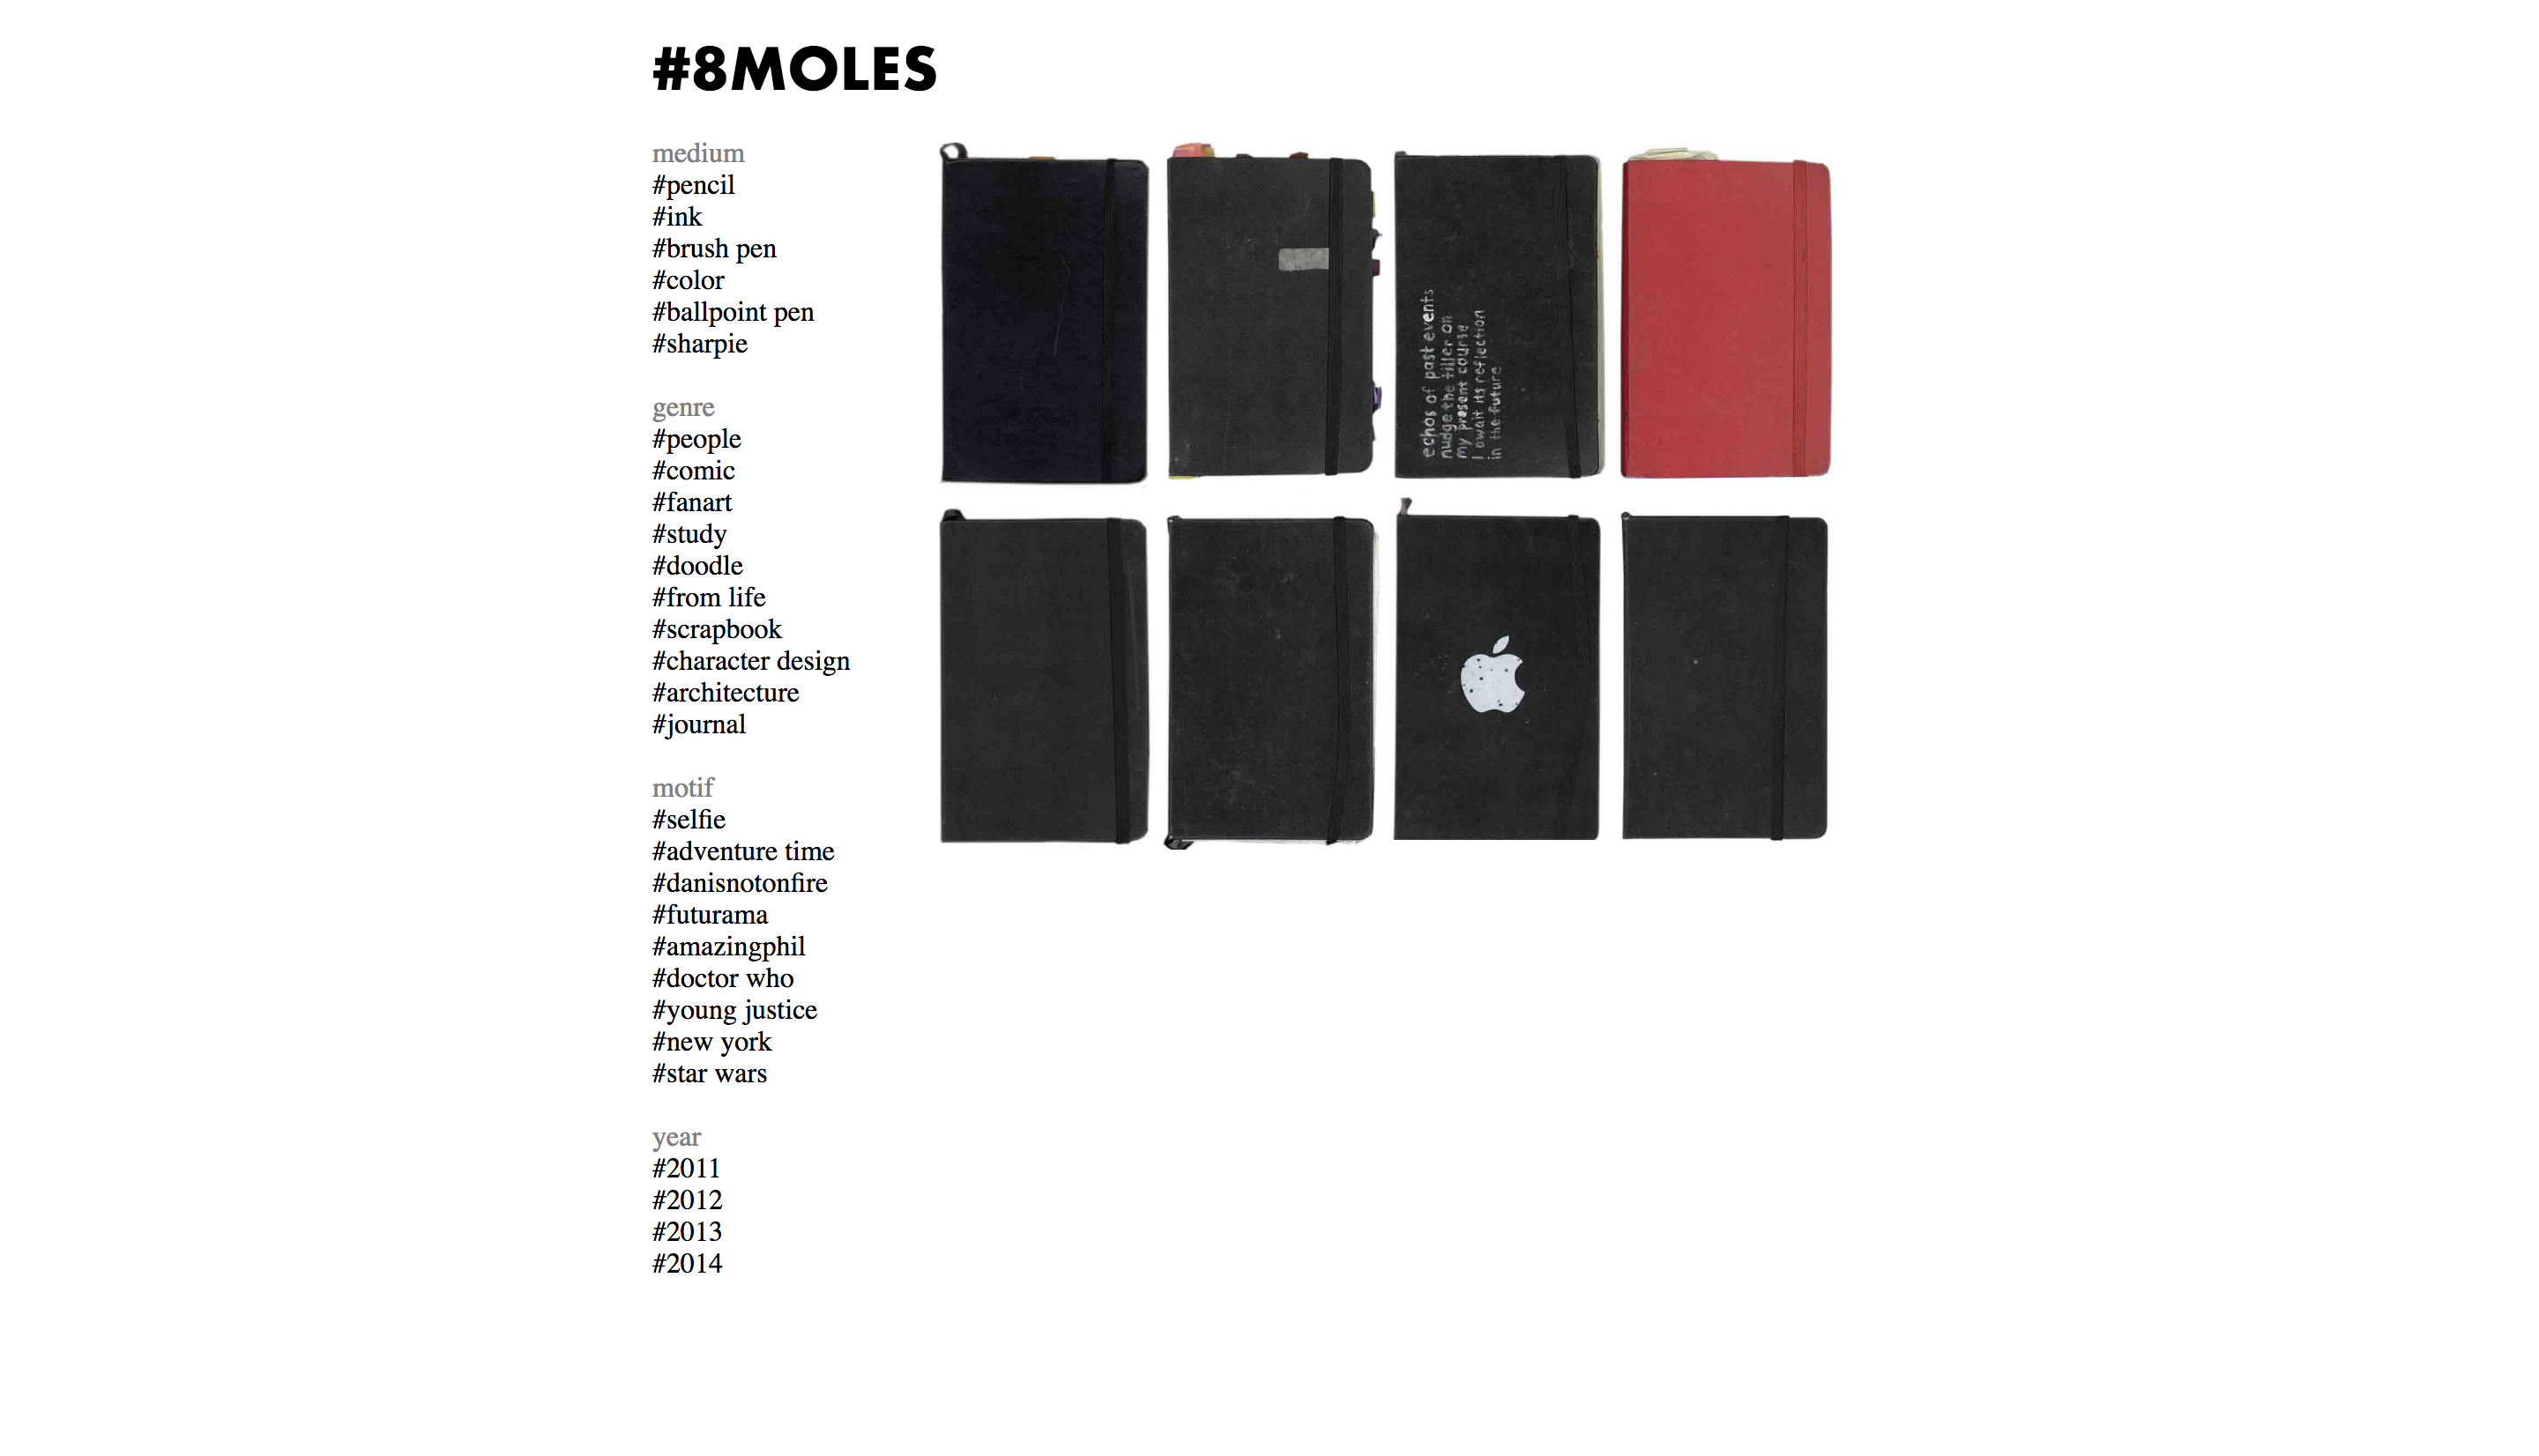 #8MOLES
medium
#pencil
#ink
#brush pen
#color
#ballpoint pen
#sharpie
genre
#people
#comic
#fanart
#study
#doodle
#from life
#scrapbook
#character design
#architecture
#journal
motif
#selfie
#adventure time
#danisnotonfire
#futurama
#amazingphil
#doctor who
#young justice
#new york
#star wars
year
#2011
#2012
#2013
#2014
echos of past events
nudge the tiller on
my present course
I await its reflection
in the future